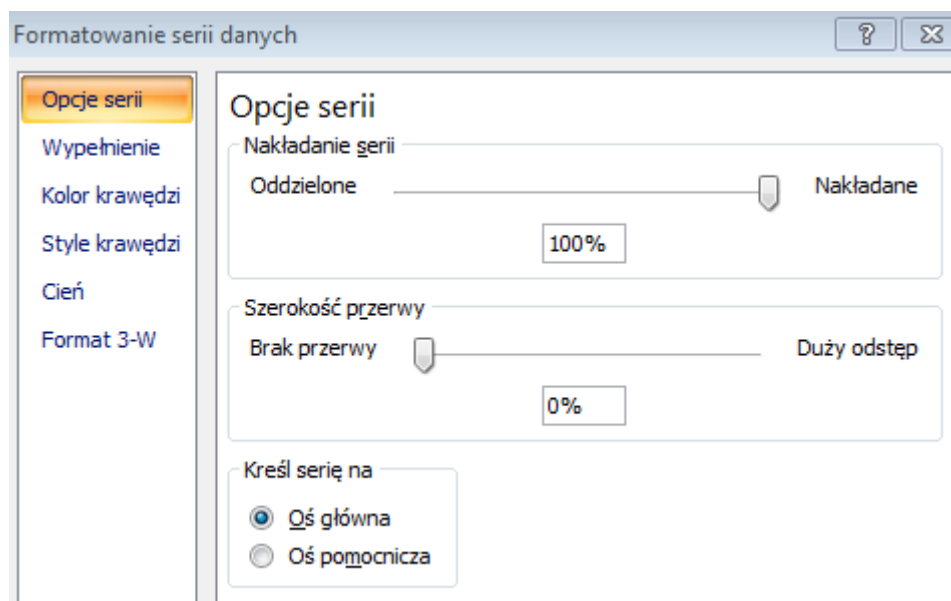 Formatowanie serii danych
Opcje serii
Wypełnienie
Kolor krawędzi
Style krawędzi
Cień
Format 3-W
Opcje serii
Nakładanie serii
Oddzielone Nakładane
100%
Szerokość przerwy
Brak przerwy Duży odstęp
0%
Kreśl serię na
Oś główna
Oś pomocnicza